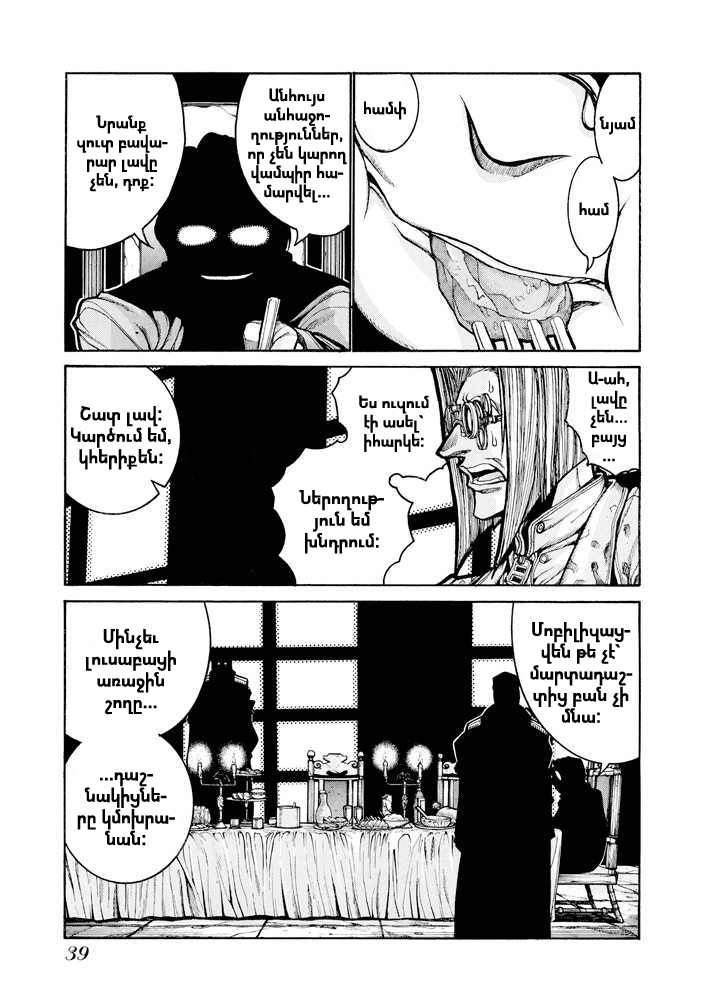 համփ
նյամ
համ
Անհույս
անհաջո-
ղություններ,
որ չեն կարող
վամպիր հա-
մարվել...
Նրանք
զուտ բավա-
րար լավը
չեն, դոք:
Ա-ահ,
լավը
չեն...
բայց
...
Ես ուզում
էի ասել՝
իհարկե:
Ներողութ-
յուն եմ
խնդրում:
Շատ լավ:
Կարծում եմ,
կհերիքեն:
Մոբիլիզայ-
վեն թե չէ՝
մարտադաշ-
տից բան չի
մնա:
Մինչեւ
լուսաբացի
առաջին
շողը...
...դաշ-
նակիցնե-
րը կմոխրա-
նան:
39